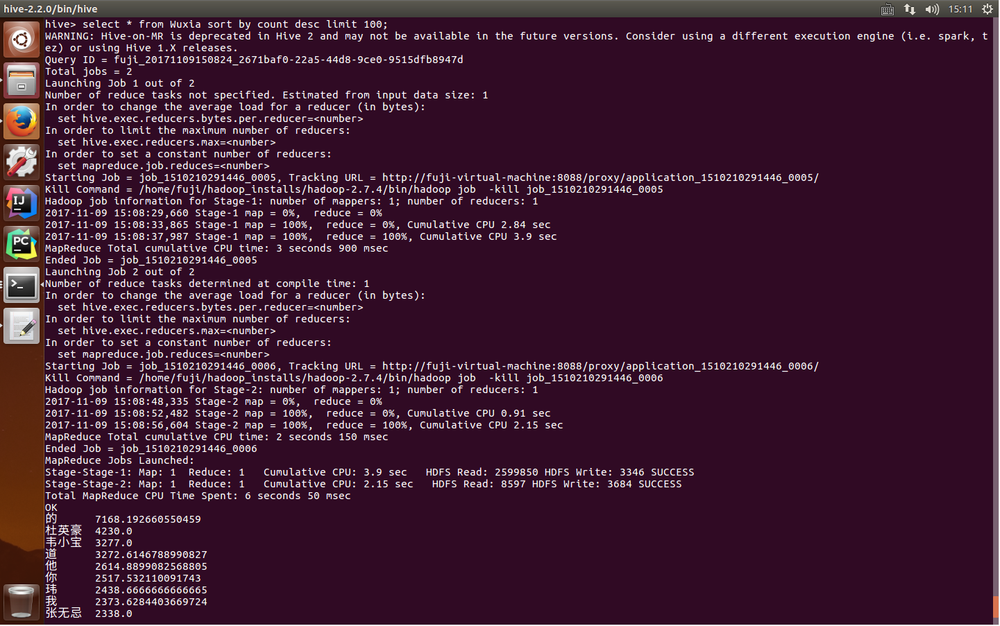 hive-2.2.0/bin/hive
15:11
hive> select * from Wuxia sort by count desc limit 100;
WARNING: Hive-on-MR is deprecated in Hive 2 and may not be available in the future versions. Consider using a different execution engine (i.e. spark, t
ez) or using Hive 1.X releases.
Query ID = fuji_20171109150824_2671baf0-22a5-44d8-9ce0-9515dfb8947d
Total jobs = 2
Launching Job 1 out of 2
Number of reduce tasks not specified. Estimated from input data size: 1
In order to change the average load for a reducer (in bytes):
  set hive.exec.reducers.bytes.per.reducer=<number>
In order to limit the maximum number of reducers:
  set hive.exec.reducers.max=<number>
In order to set a constant number of reducers:
  set mapreduce.job.reduces=<number>
Starting Job = job_1510210291446_0005, Tracking URL = http://fuji-virtual-machine:8088/proxy/application_1510210291446_0005/
Kill Command = /home/fuji/hadoop_installs/hadoop-2.7.4/bin/hadoop job  -kill job_1510210291446_0005
Hadoop job information for Stage-1: number of mappers: 1; number of reducers: 1
2017-11-09 15:08:29,660 Stage-1 map = 0%,  reduce = 0%
2017-11-09 15:08:33,865 Stage-1 map = 100%,  reduce = 0%, Cumulative CPU 2.84 sec
2017-11-09 15:08:37,987 Stage-1 map = 100%,  reduce = 100%, Cumulative CPU 3.9 sec
MapReduce Total cumulative CPU time: 3 seconds 900 msec
Ended Job = job_1510210291446_0005
Launching Job 2 out of 2
Number of reduce tasks determined at compile time: 1
In order to change the average load for a reducer (in bytes):
  set hive.exec.reducers.bytes.per.reducer=<number>
In order to limit the maximum number of reducers:
  set hive.exec.reducers.max=<number>
In order to set a constant number of reducers:
  set mapreduce.job.reduces=<number>
Starting Job = job_1510210291446_0006, Tracking URL = http://fuji-virtual-machine:8088/proxy/application_1510210291446_0006/
Kill Command = /home/fuji/hadoop_installs/hadoop-2.7.4/bin/hadoop job  -kill job_1510210291446_0006
Hadoop job information for Stage-2: number of mappers: 1; number of reducers: 1
2017-11-09 15:08:48,335 Stage-2 map = 0%,  reduce = 0%
2017-11-09 15:08:52,482 Stage-2 map = 100%,  reduce = 0%, Cumulative CPU 0.91 sec
2017-11-09 15:08:56,604 Stage-2 map = 100%,  reduce = 100%, Cumulative CPU 2.15 sec
MapReduce Total cumulative CPU time: 2 seconds 150 msec
Ended Job = job_1510210291446_0006
MapReduce Jobs Launched:
Stage-Stage-1: Map: 1  Reduce: 1   Cumulative CPU: 3.9 sec   HDFS Read: 2599850 HDFS Write: 3346 SUCCESS
Stage-Stage-2: Map: 1  Reduce: 1   Cumulative CPU: 2.15 sec   HDFS Read: 8597 HDFS Write: 3684 SUCCESS
Total MapReduce CPU Time Spent: 6 seconds 50 msec
OK
的	7168.192660550459
杜英豪	4230.0
韦小宝	3277.0
道	3272.6146788990827
他	2614.8899082568805
你	2517.532110091743
玮	2438.6666666666665
我	2373.6284403669724
张无忌	2338.0
IJ
PC